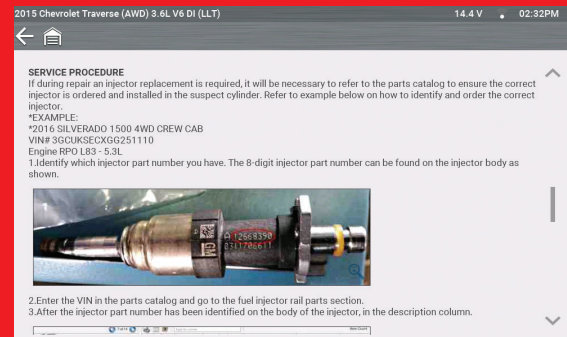 2015 Chevrolet Traverse (AWD) 3.6L V6 DI (LLT) 14.4 V 02:32PM
SERVICE PROCEDURE
If during repair an injector replacement is required, it will be necessary to refer to the parts catalog to ensure the correct
injector is ordered and installed in the suspect cylinder. Refer to example below on how to identify and order the correct
injector.
*EXAMPLE:
*2016 SILVERADO 1500 4WD CREW CAB
VIN# 3GCUKSECXGG251110
Engine RPO L83 - 5.3L
1.Identify which injector part number you have. The 8-digit injector part number can be found on the injector body as
shown.
GM
A 12668390
0341706611
2.Enter the VIN in the parts catalog and go to the fuel injector rail parts section.
3.After the injector part number has been identified on the body of the injector, in the description column.